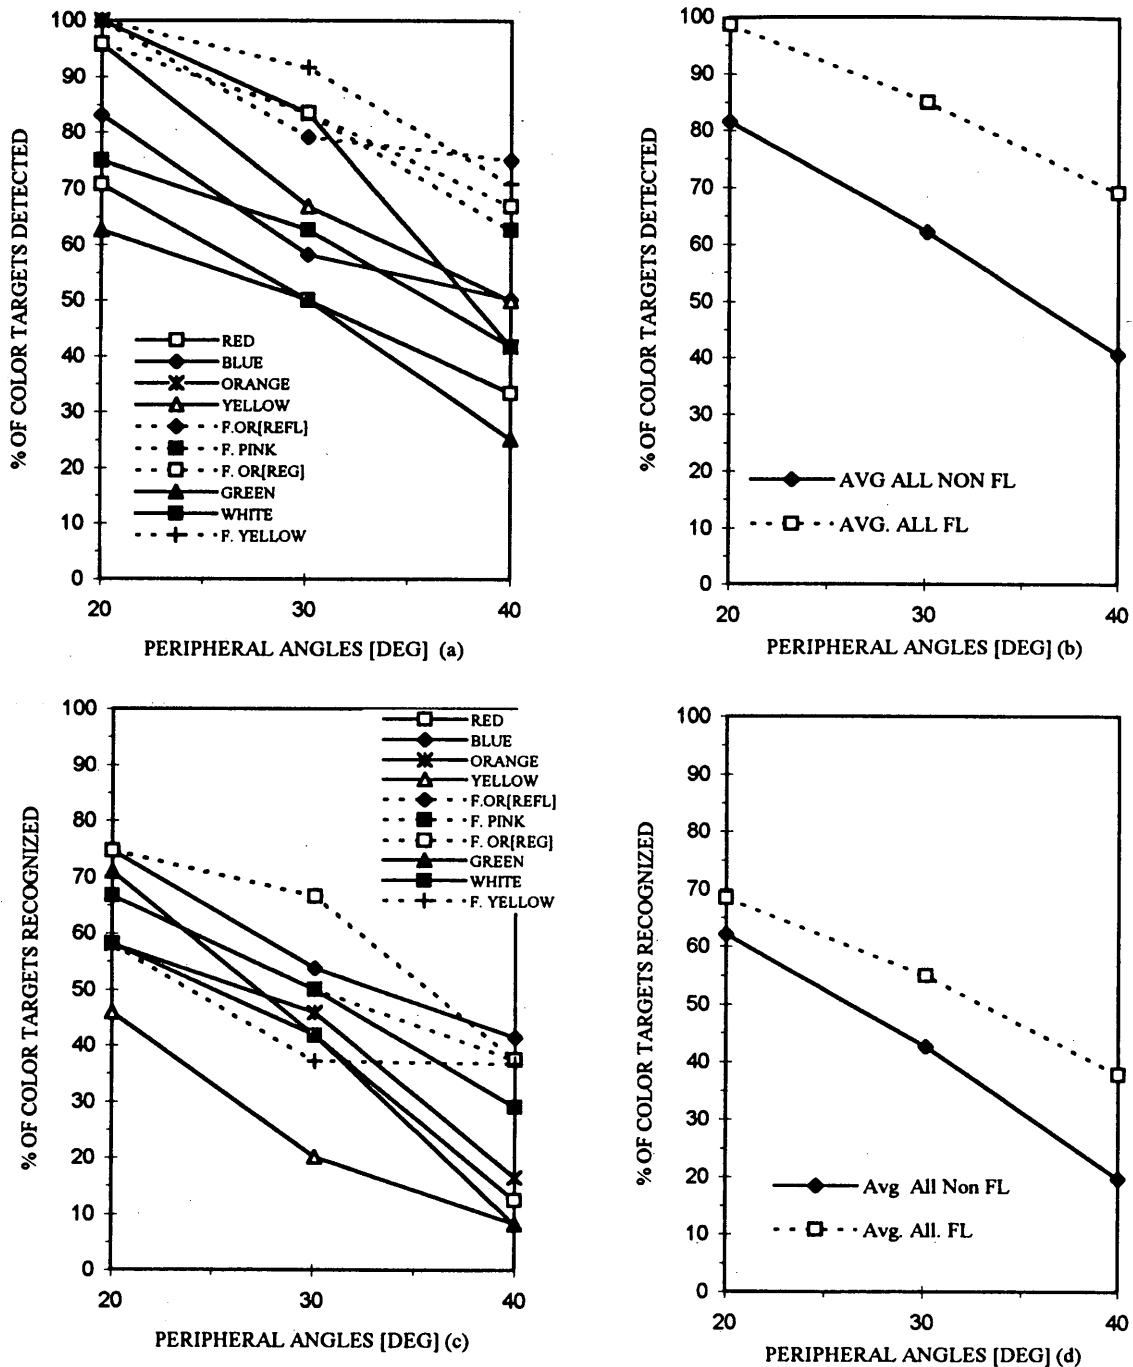 100
90
80
70
60
50
40
30
20
10
0
% OF COLOR TARGETS DETECTED
RED
BLUE
ORANGE
YELLOW
F.OR[REFL]
F. PINK
F. OR[REG]
GREEN
WHITE
F. YELLOW
20 30 40
PERIPHERAL ANGLES [DEG] (a)
100
90
80
70
60
50
40
30
20
10
0
% OF COLOR TARGETS DETECTED
AVG ALL NON FL
AVG. ALL FL
20 30 40
PERIPHERAL ANGLES [DEG] (b)
100
90
80
70
60
50
40
30
20
10
0
% OF COLOR TARGETS RECOGNIZED
RED
BLUE
ORANGE
YELLOW
F.OR[REFL]
F. PINK
F. OR[REG]
GREEN
WHITE
F. YELLOW
20 30 40
PERIPHERAL ANGLES [DEG] (c)
100
90
80
70
60
50
40
30
20
10
0
% OF COLOR TARGETS RECOGNIZED
Avg All Non FL
Avg. All. FL
20 30 40
PERIPHERAL ANGLES [DEG] (d)